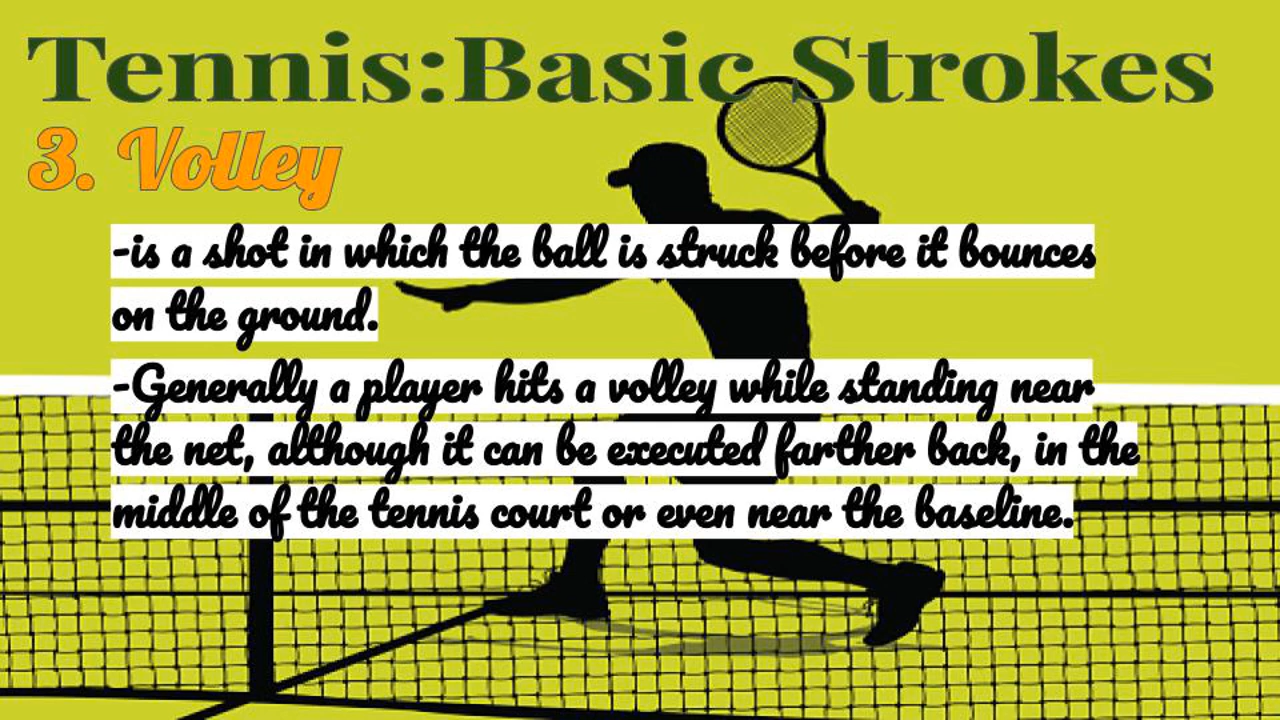 Tennis:Basic Strokes
3. Volley
-is a shot in which the ball is struck before it bounces
on the ground.
-Generally a player hits a volley while standing near
the net, although it can be executed farther back, in the
middle of the tennis court or even near the baseline.